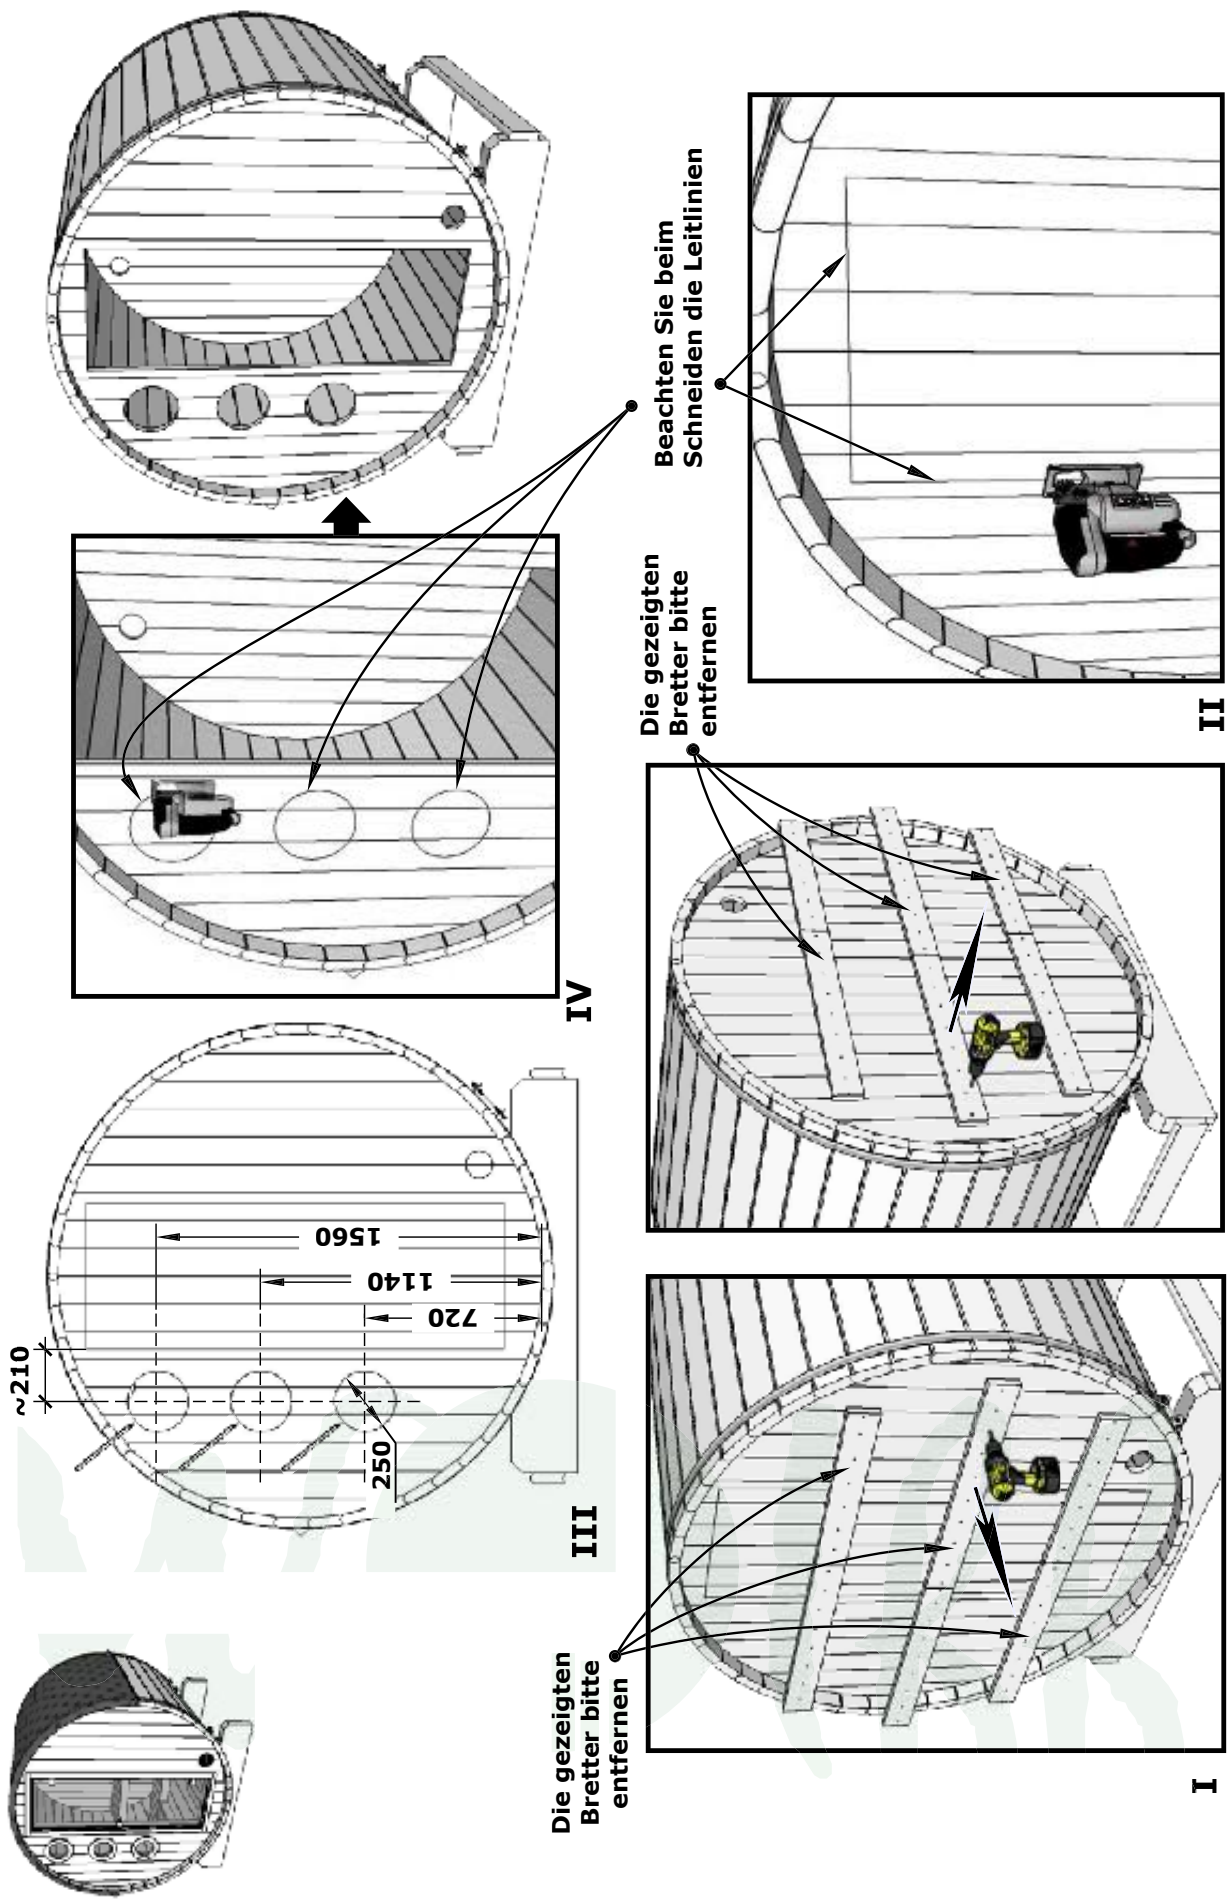 I
Die gezeigten
Bretter bitte
entfernen
Die gezeigten
Bretter bitte
entfernen
II
Beachten Sie beim
Schneiden die Leitlinien
III
~210
250
720
1140
1560
IV